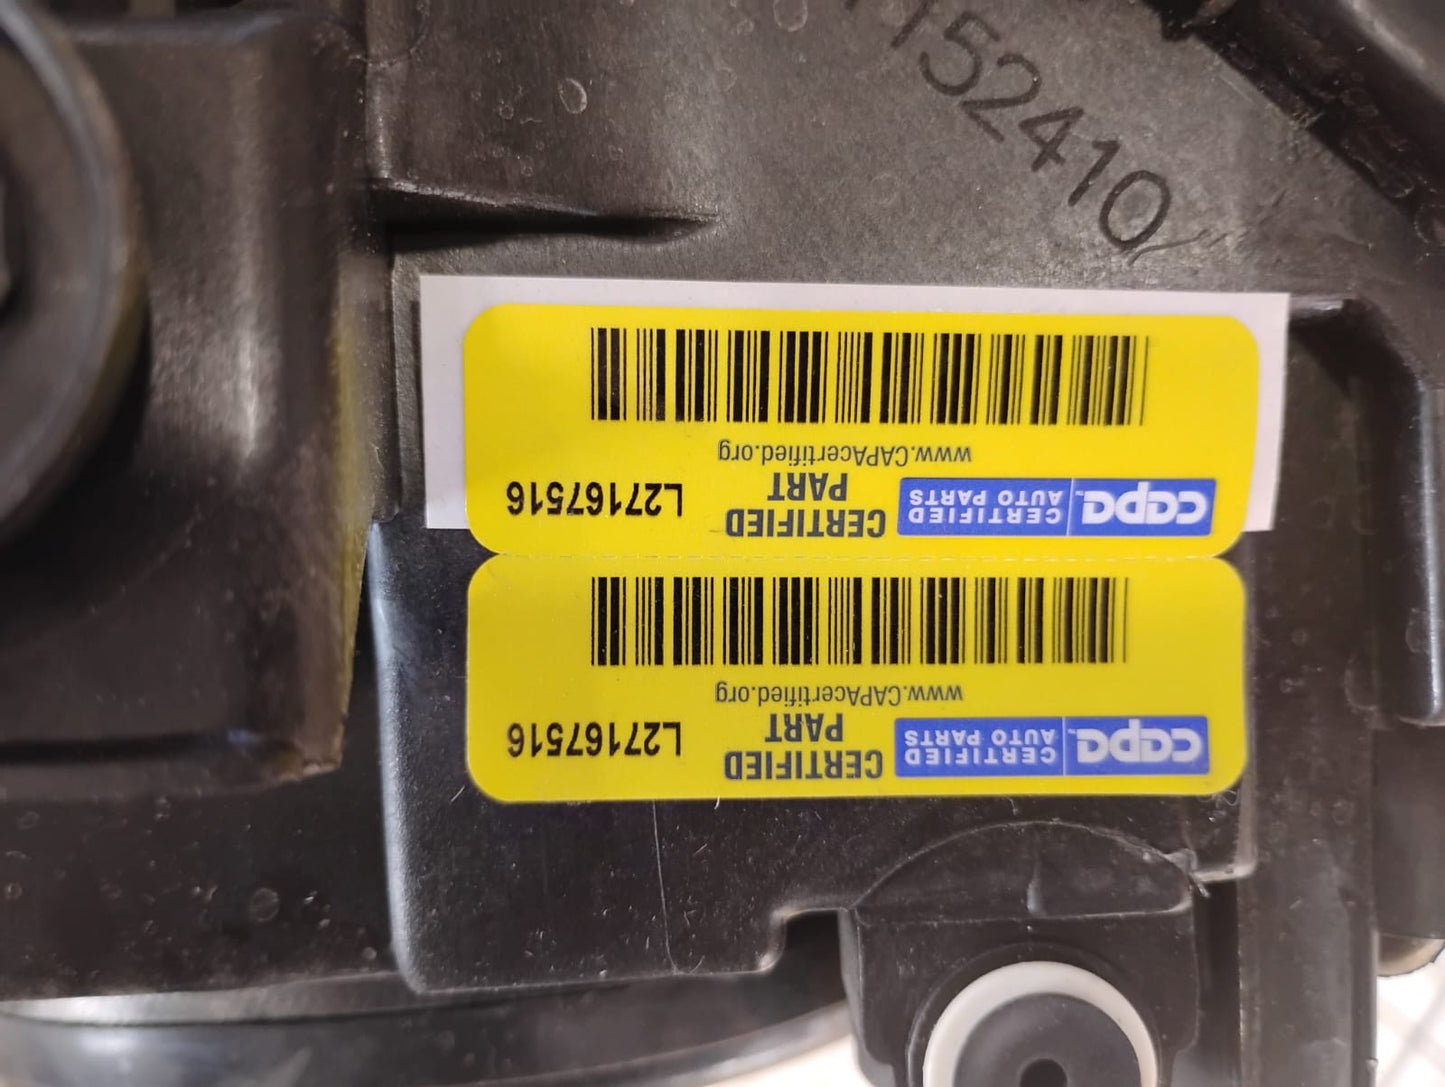 152410
capa
CERTIFIED
AUTO PARTS
CERTIFIED
PART
L27167516
www.CAPAcertified.org
capa
CERTIFIED
AUTO PARTS
CERTIFIED
PART
L27167516
www.CAPAcertified.org